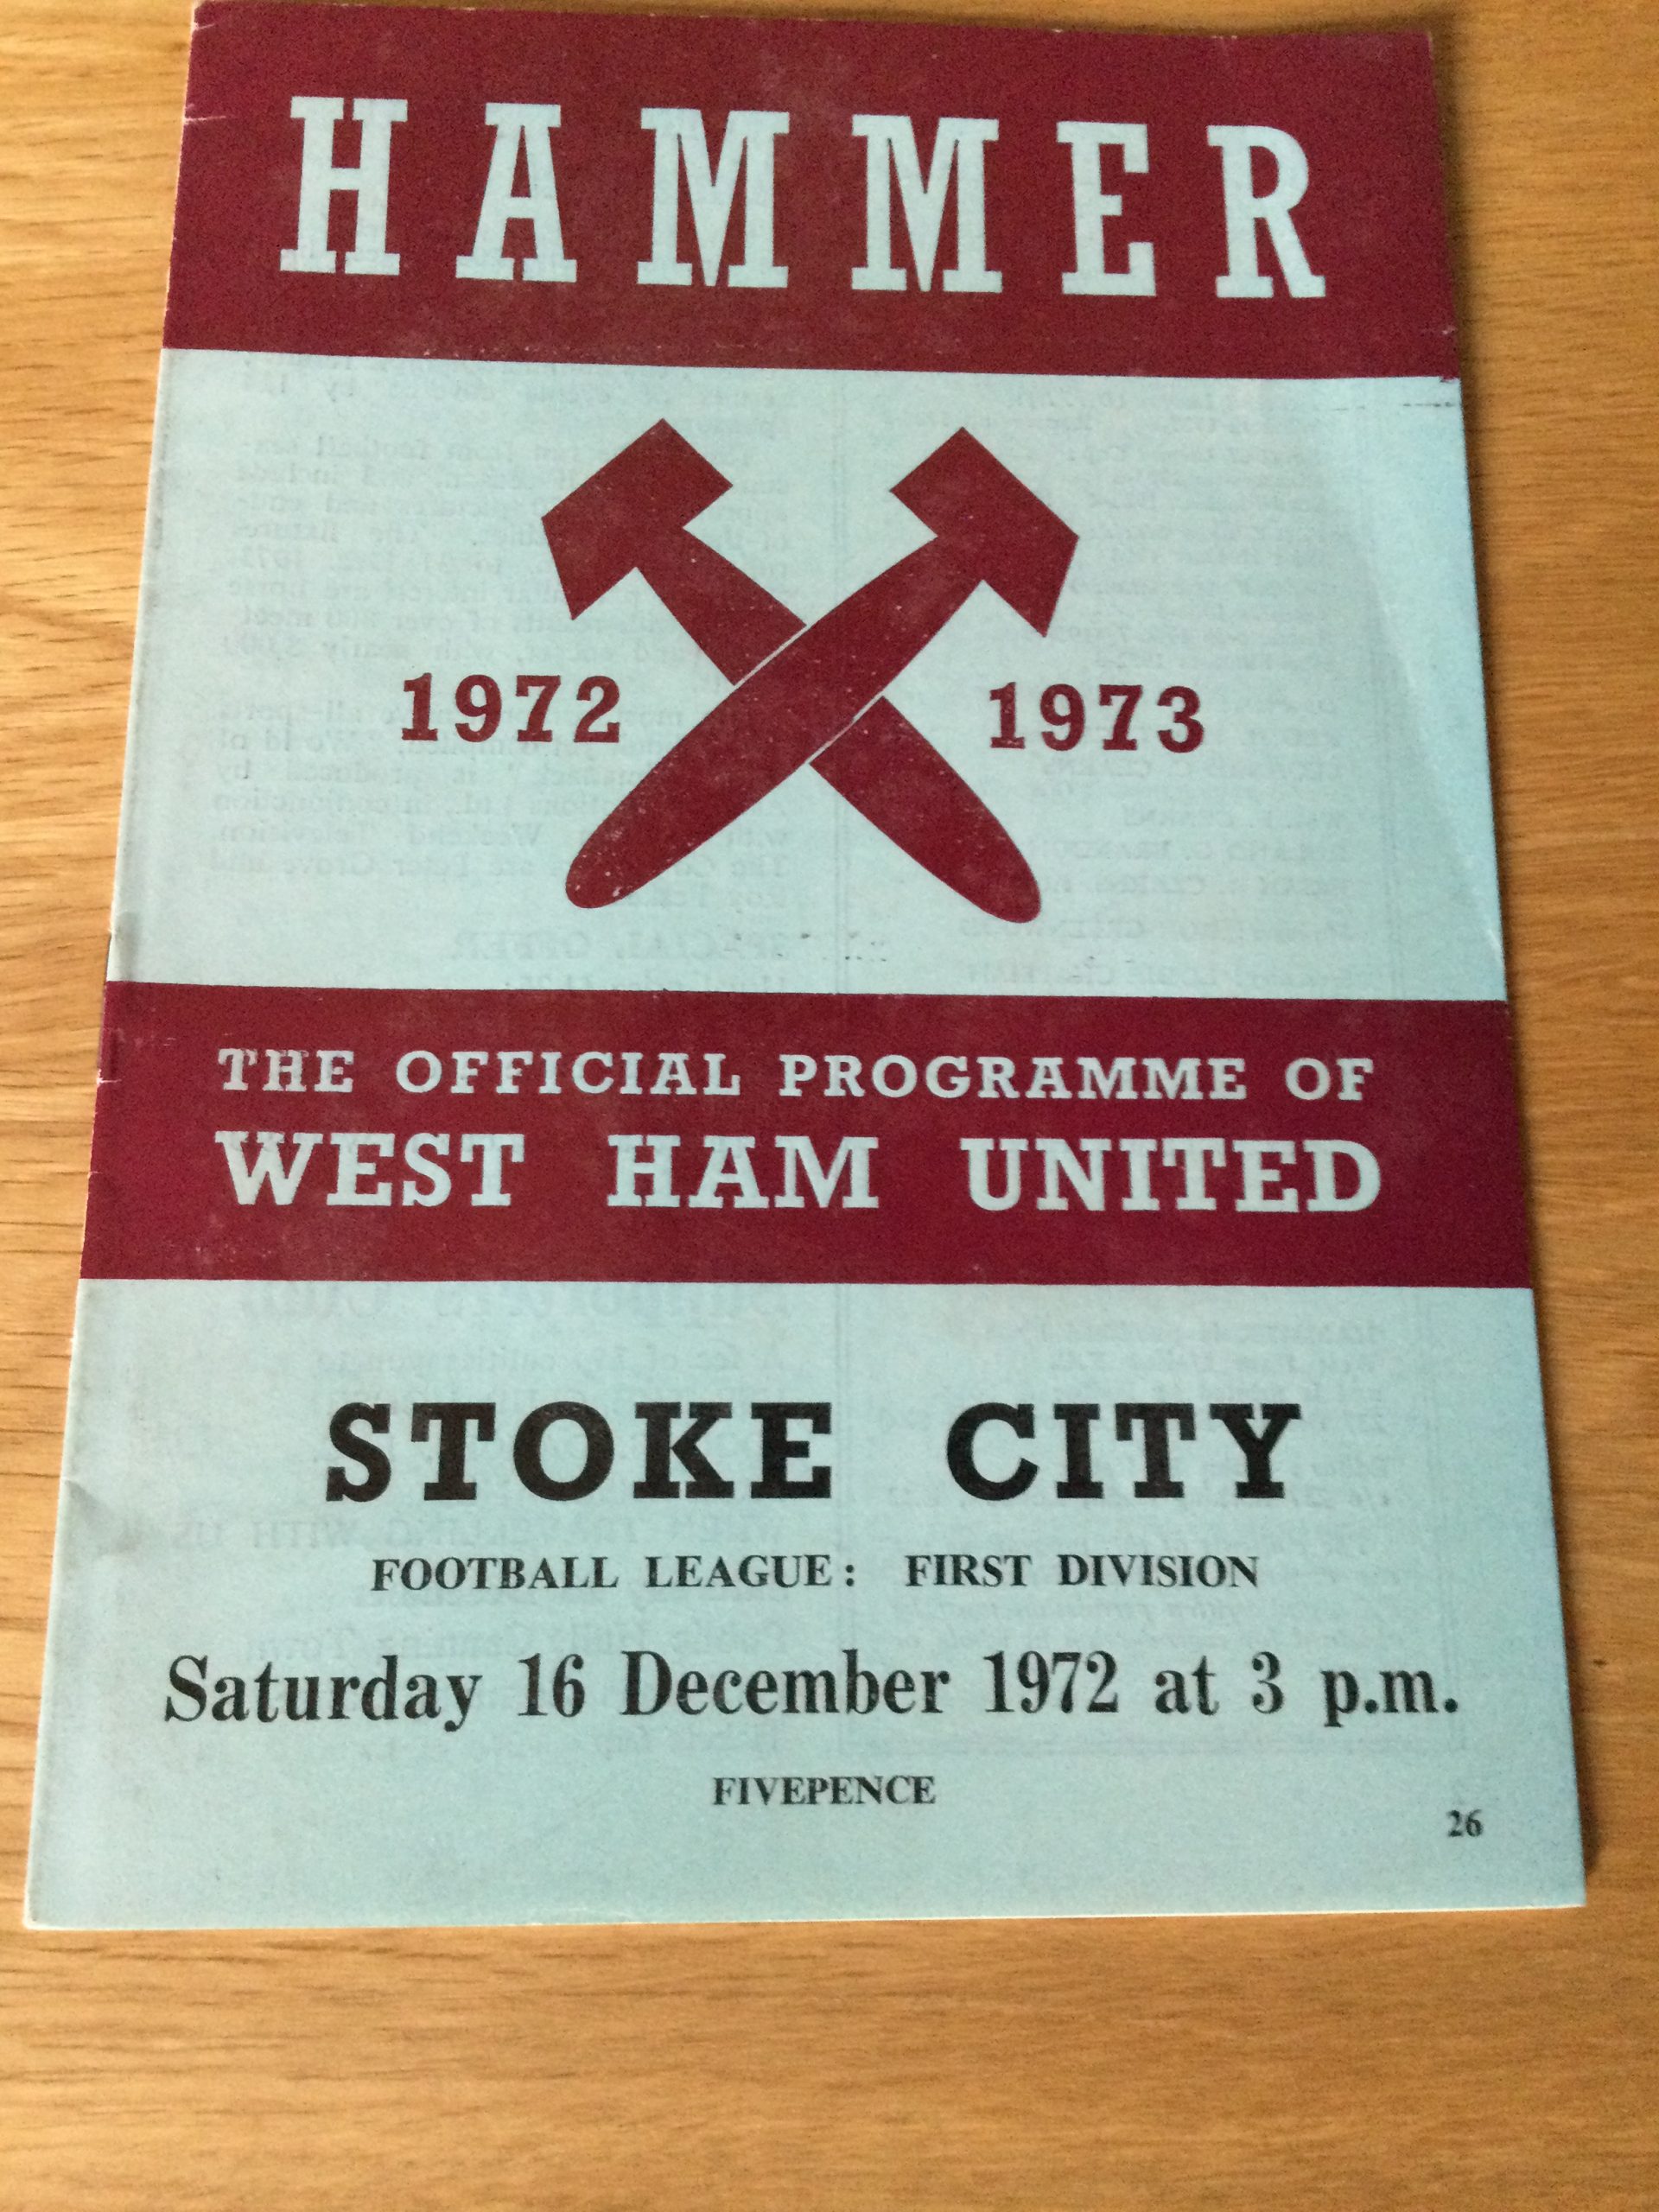 HAMMER
1972 1973
THE OFFICIAL PROGRAMME OF
WEST HAM UNITED
STOKE CITY
FOOTBALL LEAGUE: FIRST DIVISION
Saturday 16 December 1972 at 3 p.m.
FIVEPENCE
26